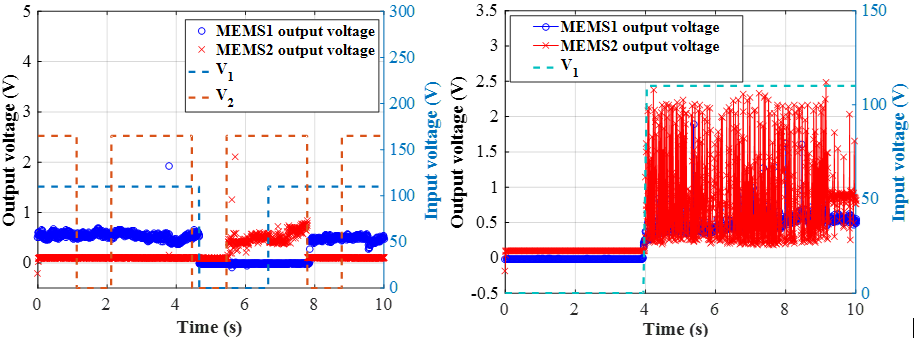 5
4
3
2
1
0
Output voltage (V)
MEMS1 output voltage
MEMS2 output voltage
V1
V2
300
250
200
150
100
50
0
Input voltage (V)
0 2 4 6 8 10
Time (s)
3.5
3
2.5
2
1.5
1
0.5
0
-0.5
Output voltage (V)
MEMS1 output voltage
MEMS2 output voltage
V1
150
100
50
0
Input voltage (V)
0 2 4 6 8 10
Time (s)